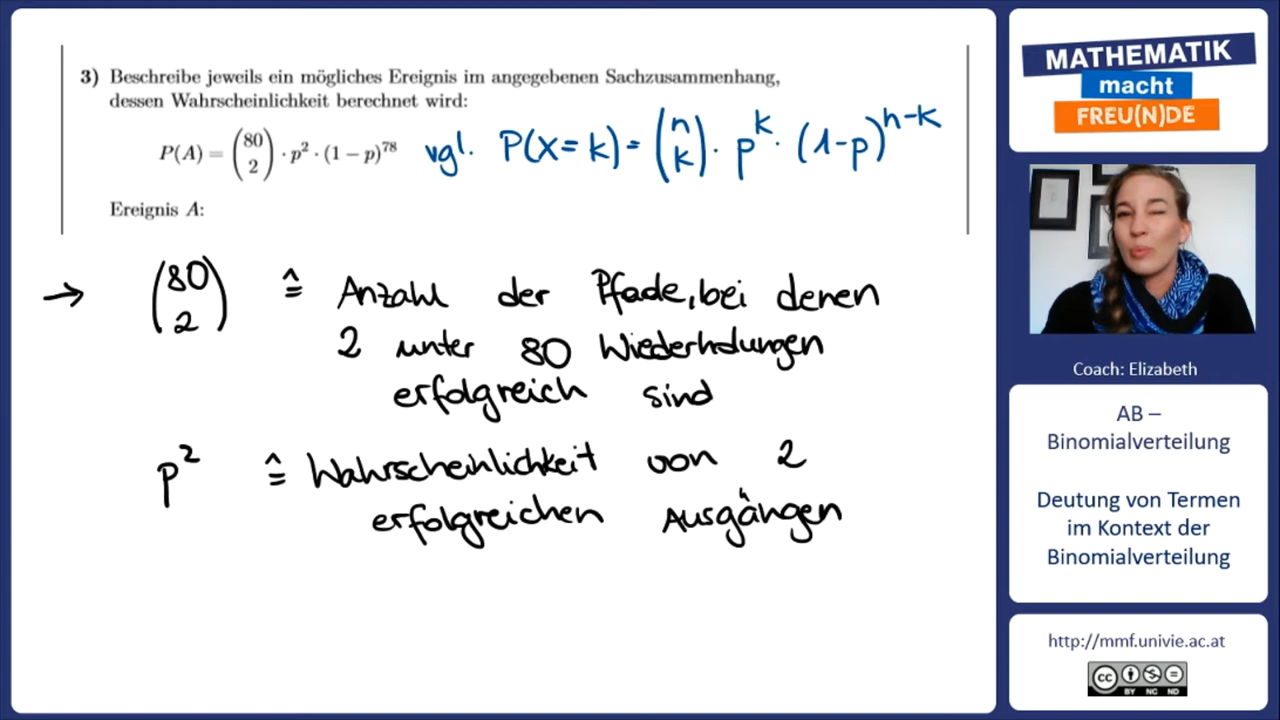 3) Beschreibe jeweils ein mögliches Ereignis im angegebenen Sachzusammenhang,
dessen Wahrscheinlichkeit berechnet wird:
P(A) = (80 2) · p² · (1 − p)⁷⁸ vgl. P(X = k) = (n k) · p^k · (1-p)^n-k
Ereignis A:
→ (80 2) ≙ Anzahl der Pfade, bei denen
2 unter 80 Wiederholungen
erfolgreich sind
p² ≙ Wahrscheinlichkeit von 2
erfolgreichen Ausgängen
MATHEMATIK
macht
FREU(N)DE
Coach: Elizabeth
AB –
Binomialverteilung
Deutung von Termen
im Kontext der
Binomialverteilung
http://mmf.univie.ac.at
cc
BY NC ND